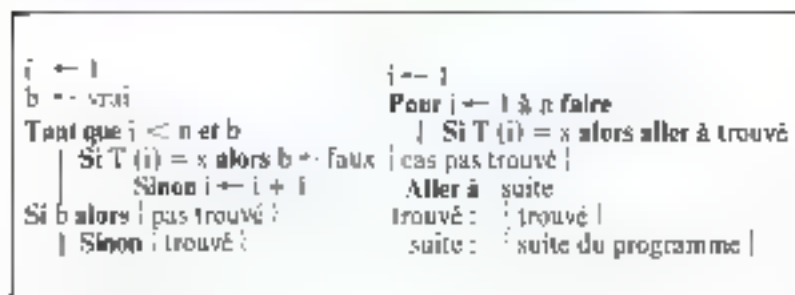 i ← 1
b ← vrai
Tant que i < n et b
| Si T (i) = x alors b ← faux
| Sinon i ← i + 1
Si b alors { pas trouvé }
| Sinon { trouvé }
i ← 1
Pour i ← 1 à n faire
| Si T (i) = x alors aller à trouvé
{ cas pas trouvé }
Aller à suite
trouvé : { trouvé }
suite : { suite du programme }